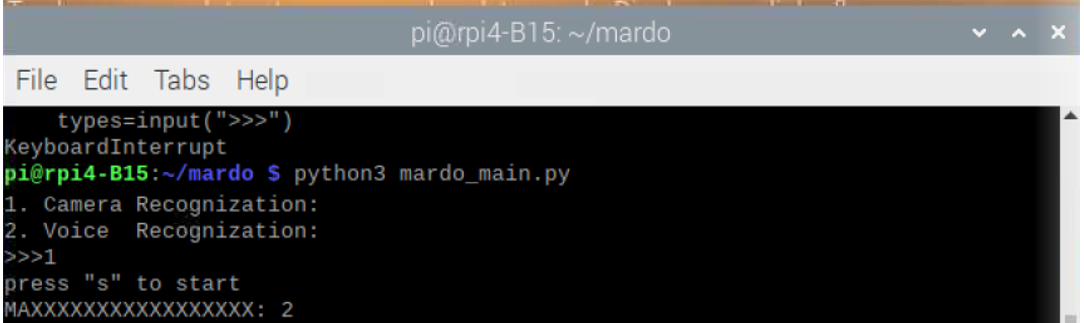 pi@rpi4-B15: ~/mardo
File Edit Tabs Help
types=input(">>>")
KeyboardInterrupt
pi@rpi4-B15:~/mardo $ python3 mardo_main.py
1. Camera Recognization:
2. Voice  Recognization:
>>>1
press "s" to start
MAXXXXXXXXXXXXXXXXX: 2